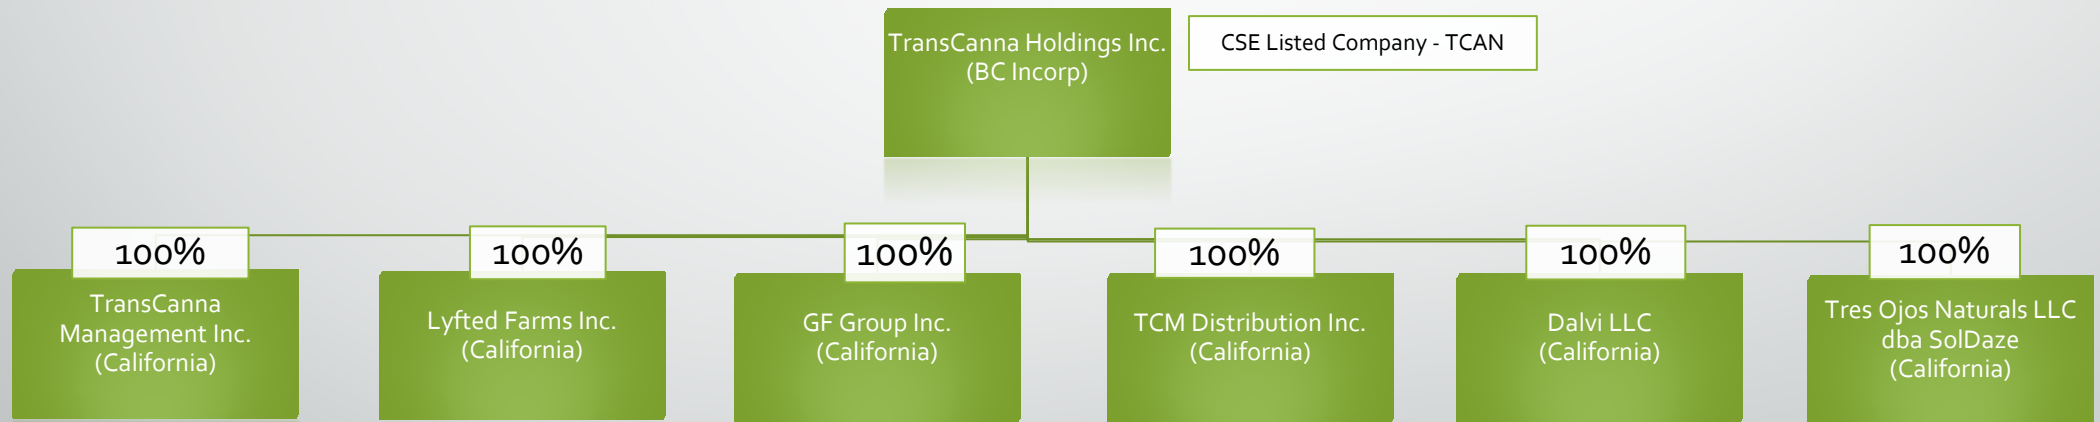 TransCanna Holdings Inc.
(BC Incorp)
CSE Listed Company - TCAN
100%
100%
100%
100%
100%
100%
TransCanna
Management Inc.
(California)
Lyfted Farms Inc.
(California)
GF Group Inc.
(California)
TCM Distribution Inc.
(California)
Dalvi LLC
(California)
Tres Ojos Naturals LLC
dba SolDaze
(California)